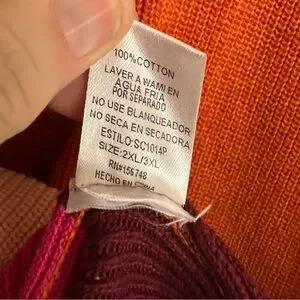 100%COTTON
LAVER A WAMI EN
AGUA FRIA
POR SEPARADO
NO USE BLANQUEADOR
NO SECA EN SECADORA
ESTILO:SC1014P
SIZE:2XL/3XL
RN#156748
HECHO EN